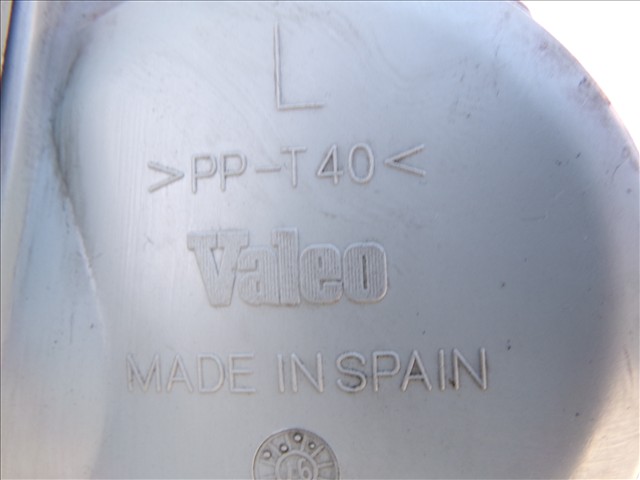 L
>PP-T40<
Valeo
MADE IN SPAIN